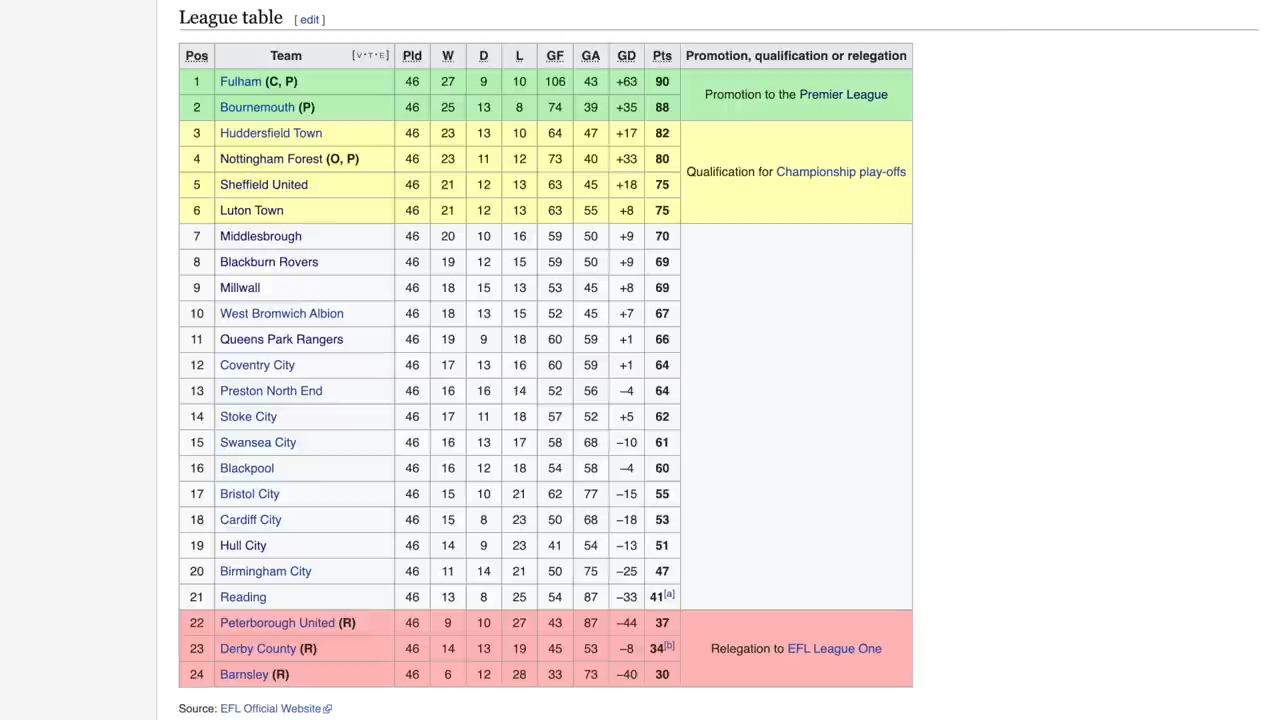 League table [ edit ]
Pos Team [V·T·E] Pld W D L GF GA GD Pts Promotion, qualification or relegation
1 Fulham (C, P) 46 27 9 10 106 43 +63 90 Promotion to the Premier League
2 Bournemouth (P) 46 25 13 8 74 39 +35 88
3 Huddersfield Town 46 23 13 10 64 47 +17 82 Qualification for Championship play-offs
4 Nottingham Forest (O, P) 46 23 11 12 73 40 +33 80
5 Sheffield United 46 21 12 13 63 45 +18 75
6 Luton Town 46 21 12 13 63 55 +8 75
7 Middlesbrough 46 20 10 16 59 50 +9 70
8 Blackburn Rovers 46 19 12 15 59 50 +9 69
9 Millwall 46 18 15 13 53 45 +8 69
10 West Bromwich Albion 46 18 13 15 52 45 +7 67
11 Queens Park Rangers 46 19 9 18 60 59 +1 66
12 Coventry City 46 17 13 16 60 59 +1 64
13 Preston North End 46 16 16 14 52 56 −4 64
14 Stoke City 46 17 11 18 57 52 +5 62
15 Swansea City 46 16 13 17 58 68 −10 61
16 Blackpool 46 16 12 18 54 58 −4 60
17 Bristol City 46 15 10 21 62 77 −15 55
18 Cardiff City 46 15 8 23 50 68 −18 53
19 Hull City 46 14 9 23 41 54 −13 51
20 Birmingham City 46 11 14 21 50 75 −25 47
21 Reading 46 13 8 25 54 87 −33 41[a]
22 Peterborough United (R) 46 9 10 27 43 87 −44 37 Relegation to EFL League One
23 Derby County (R) 46 14 13 19 45 53 −8 34[b]
24 Barnsley (R) 46 6 12 28 33 73 −40 30
Source: EFL Official Website